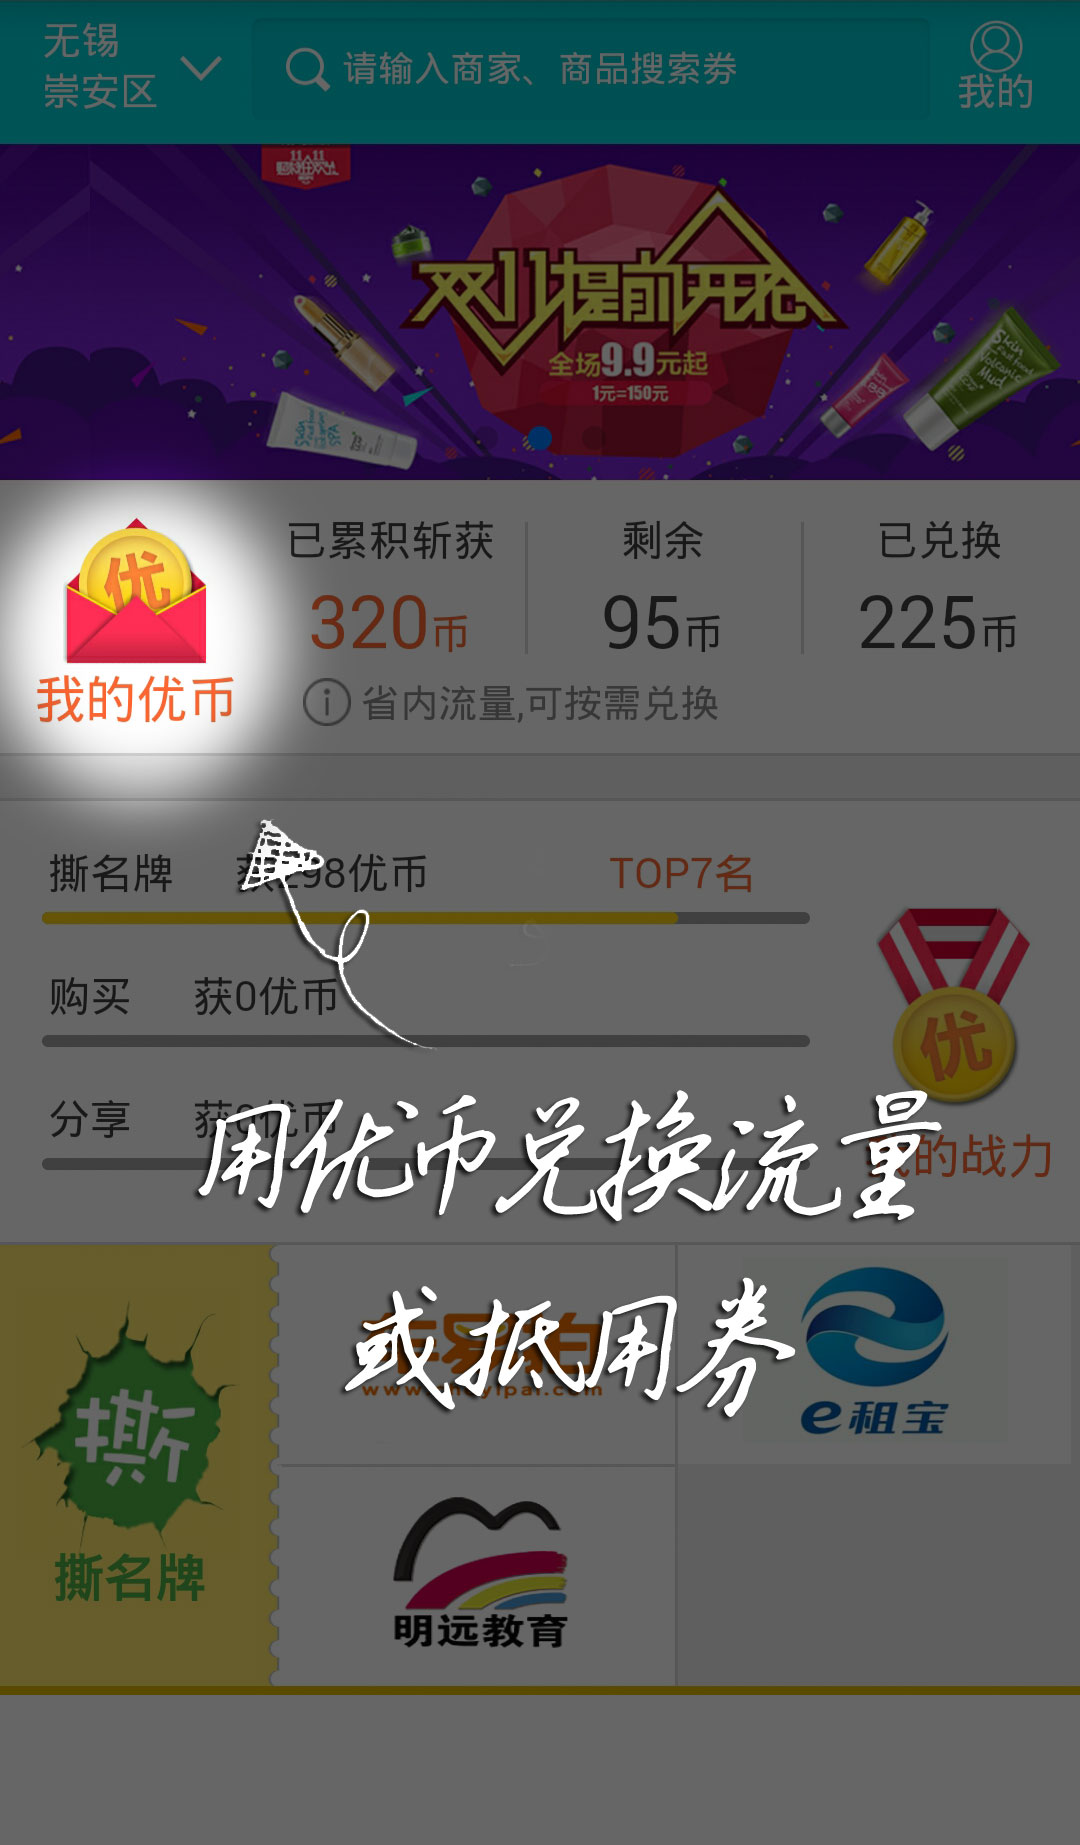 无锡
崇安区
请输入商家、商品搜索券
我的
11 11
双11提前开抢
全场9.9元起
1元=150元
Skin
Volcanic
Mud
优
我的优币
已累积斩获
320币
剩余
95币
已兑换
225币
省内流量,可按需兑换
撕名牌 获298优币 TOP7名
购买 获0优币
分享 获0优币
优
我的战力
用优币兑换流量
或抵用券
撕
撕名牌
e租宝
明远教育